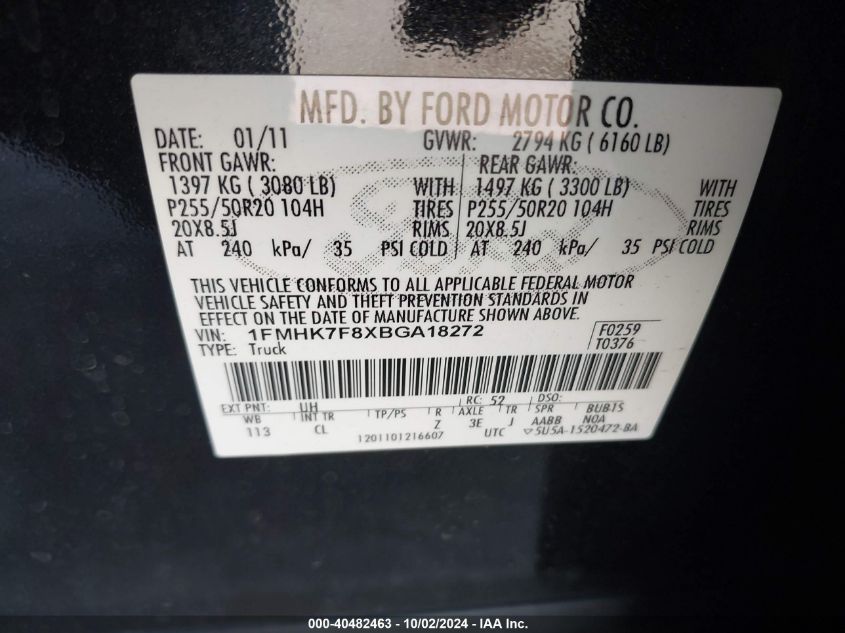 MFD. BY FORD MOTOR CO.
DATE: 01/11 GVWR: 2794 KG ( 6160 LB)
FRONT GAWR: REAR GAWR:
1397 KG ( 3080 LB) WITH 1497 KG ( 3300 LB) WITH
P255/50R20 104H TIRES P255/50R20 104H TIRES
20X8.5J RIMS 20X8.5J RIMS
AT 240 kPa/ 35 PSI COLD AT 240 kPa/ 35 PSI COLD
THIS VEHICLE CONFORMS TO ALL APPLICABLE FEDERAL MOTOR
VEHICLE SAFETY AND THEFT PREVENTION STANDARDS IN
EFFECT ON THE DATE OF MANUFACTURE SHOWN ABOVE.
VIN: 1FMHK7F8XBGA18272 F0259
TYPE: Truck T0376
EXT PNT: UH RC: 52 DSO:
WB INT TR TP/PS R AXLE TR SPR BUB-TS
113 CL Z 3E J AABB NOA
1201101216607 UTC ▽5U5A-1520472-BA
000-40482463 - 10/02/2024 - IAA Inc.